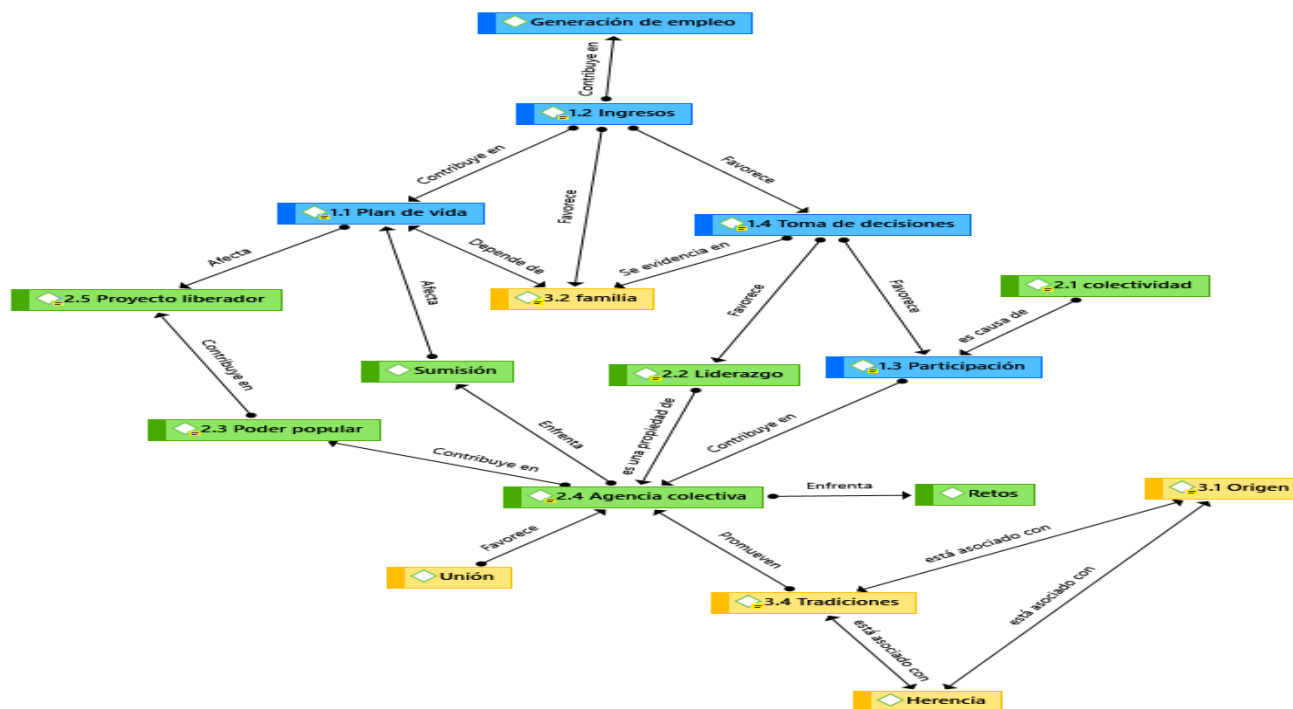 Generación de empleo
Contribuye en
1.2 Ingresos
Contribuye en
Favorece
Favorece
1.1 Plan de vida
1.4 Toma de decisiones
Afecta
Depende de
Se evidencia en
Afecta
Favorece
Favorece
2.5 Proyecto liberador
3.2 familia
2.1 colectividad
es causa de
Contribuye en
Sumisión
2.2 Liderazgo
1.3 Participación
2.3 Poder popular
Enfrenta
es una propiedad de
Contribuye en
Contribuye en
2.4 Agencia colectiva
Enfrenta
Retos
3.1 Origen
Favorece
Promueven
está asociado con
Unión
3.4 Tradiciones
está asociado con
está asociado con
Herencia